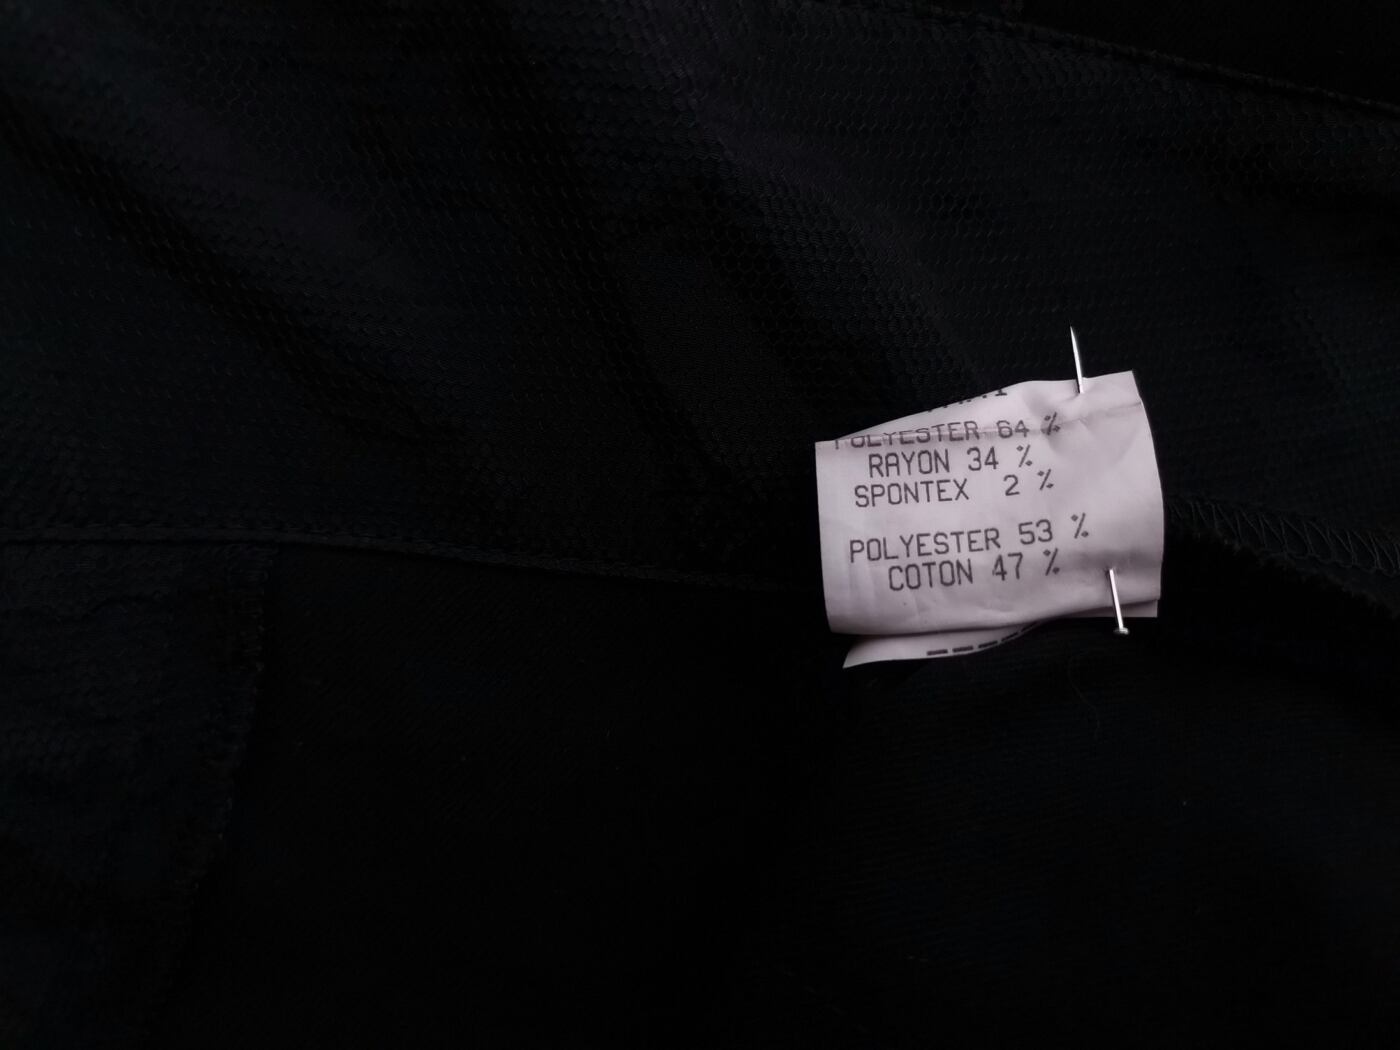 POLYESTER 64 %
RAYON 34 %
SPONTEX 2 %
POLYESTER 53 %
COTON 47 %